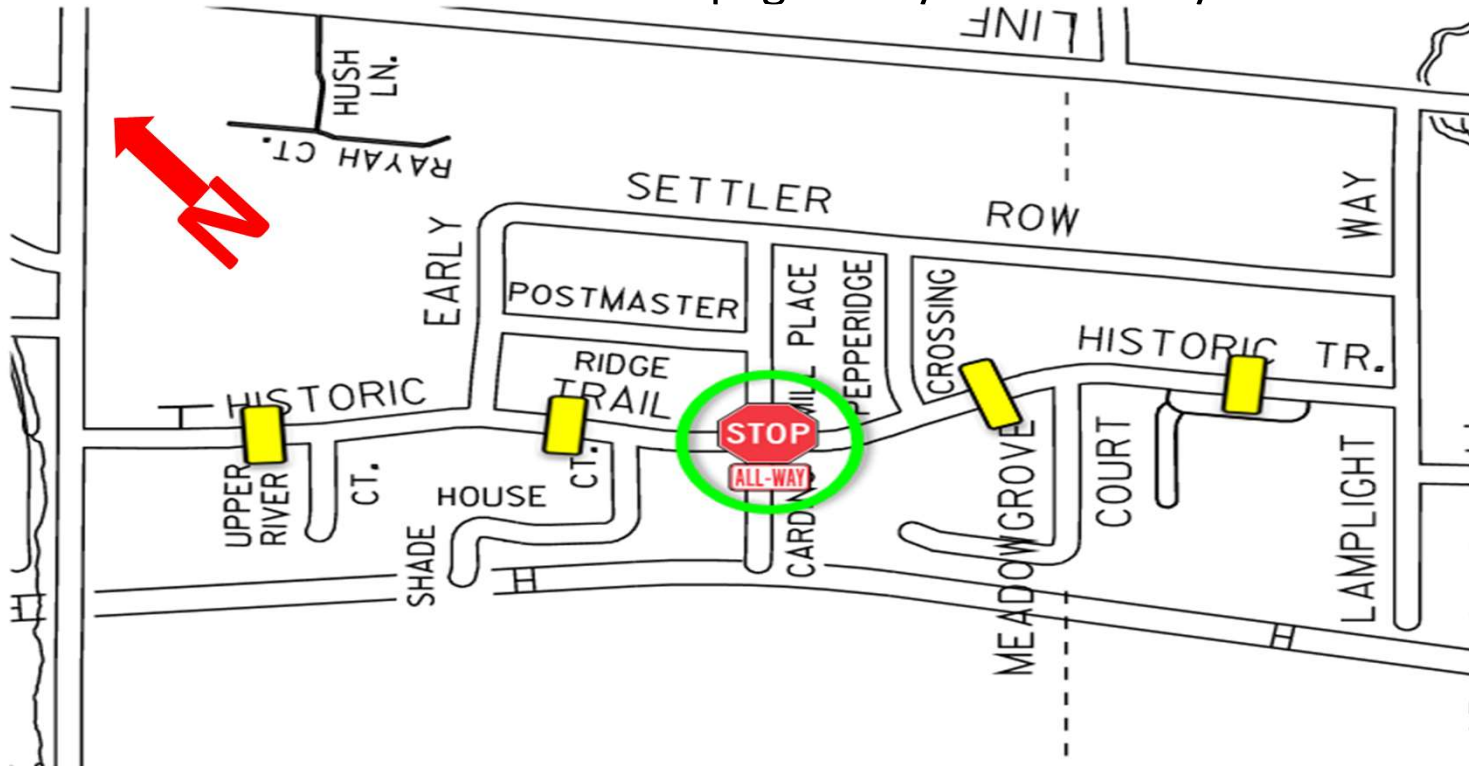 LINE
HUSH
LN.
RAYAH CT.
N
SETTLER ROW
WAY
EARLY
POSTMASTER
MILL PLACE
PEPPERIDGE
CROSSING
HISTORIC TR.
RIDGE
TRAIL
HISTORIC
STOP
ALL-WAY
UPPER
RIVER
CT.
HOUSE
CT.
SHADE
MEADOWGROVE
COURT
LAMPLIGHT